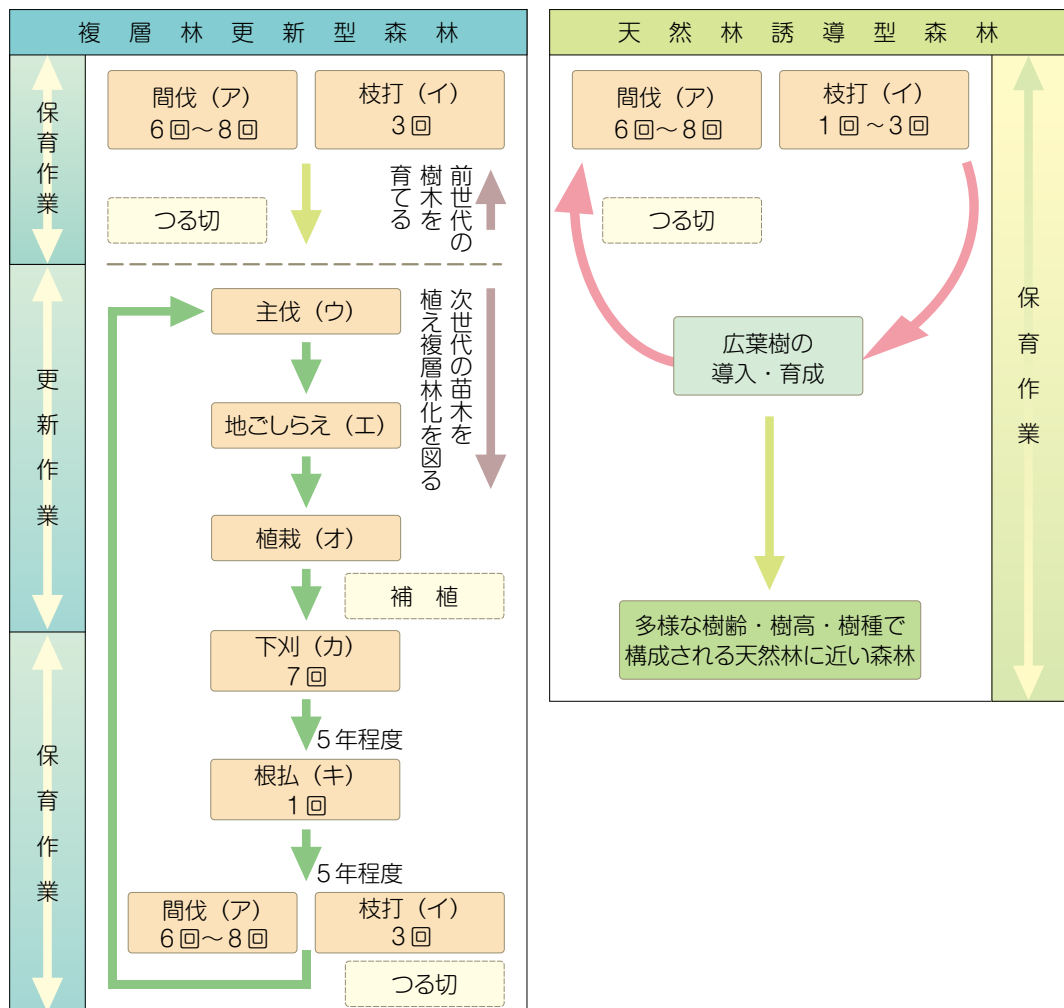 複層林更新型森林
保育作業
間伐（ア）
6回～8回
枝打（イ）
3回
つる切
前世代の
樹木を
育てる
更新作業
主伐（ウ）
次世代の苗木を
植え複層林化を図る
地ごしらえ（エ）
植栽（オ）
補植
保育作業
下刈（カ）
7回
5年程度
根払（キ）
1回
5年程度
間伐（ア）
6回～8回
枝打（イ）
3回
つる切
天然林誘導型森林
間伐（ア）
6回～8回
枝打（イ）
1回～3回
つる切
広葉樹の
導入・育成
多様な樹齢・樹高・樹種で
構成される天然林に近い森林
保育作業